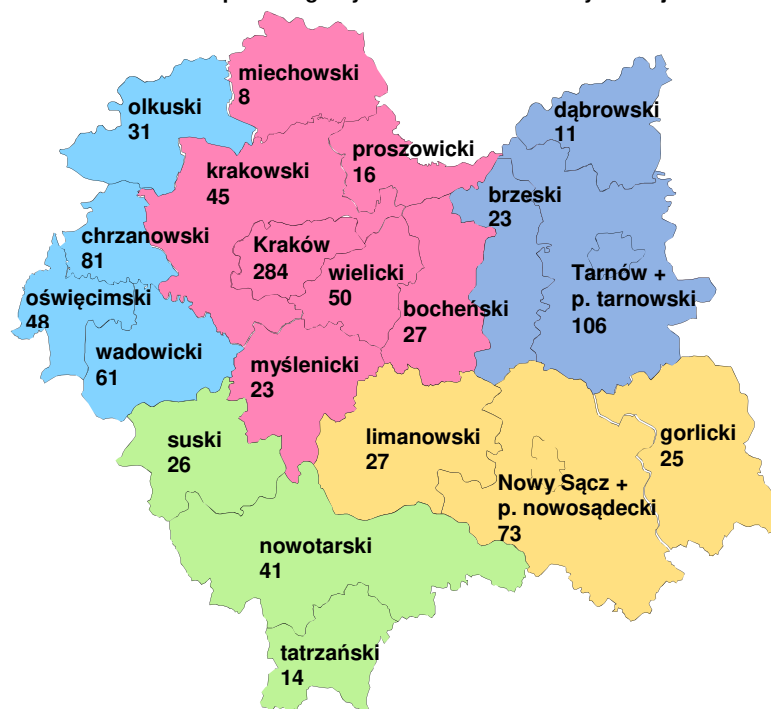 miechowski
8
olkuski
31
dąbrowski
11
proszowicki
16
krakowski
45
brzeski
23
chrzanowski
81
Kraków
284
wielicki
50
Tarnów +
p. tarnowski
106
oświęcimski
48
bocheński
27
wadowicki
61
myślenicki
23
suski
26
limanowski
27
gorlicki
25
Nowy Sącz +
p. nowosądecki
73
nowotarski
41
tatrzański
14